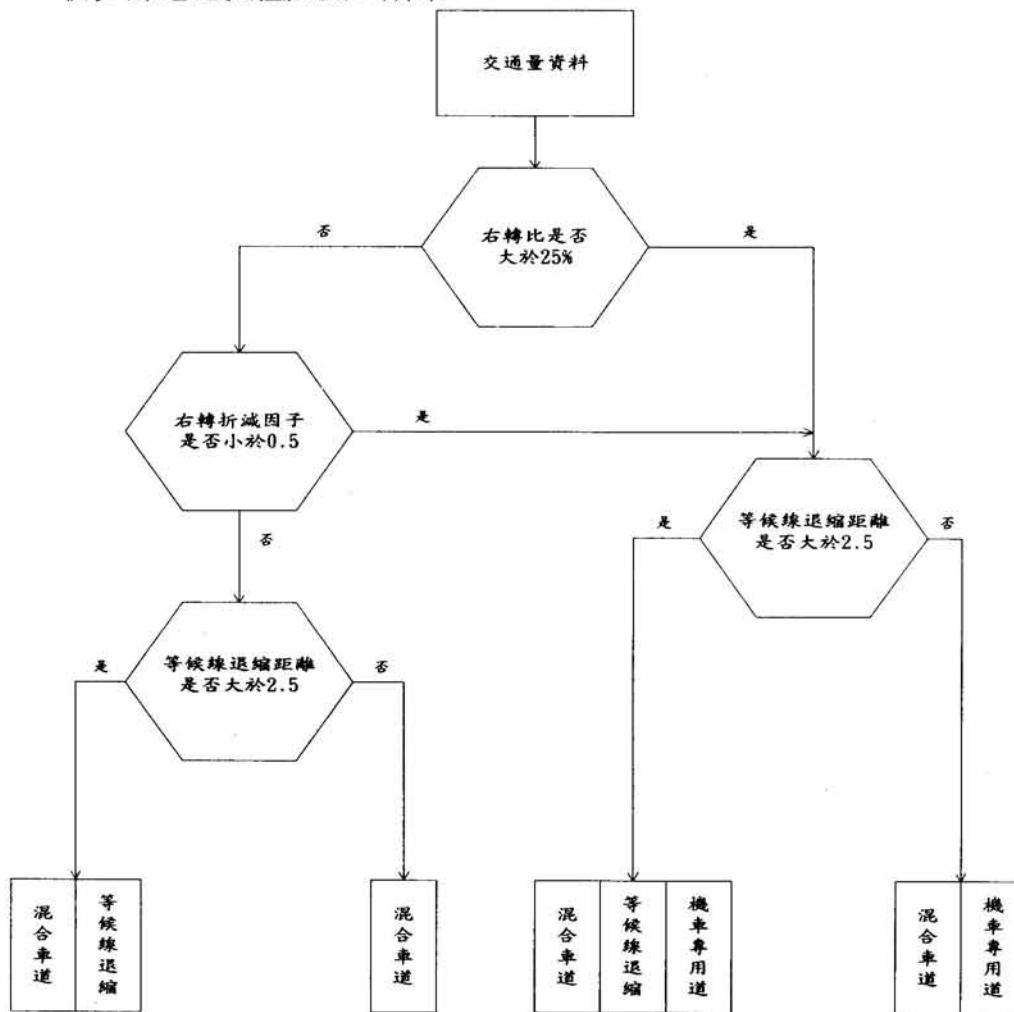 交通量資料
右轉比是否
大於25%
否
是
右轉折減因子
是否小於0.5
是
否
等候線退縮距離
是否大於2.5
是
否
等候線退縮距離
是否大於2.5
是
否
混合車道
等候線退縮
混合車道
混合車道
等候線退縮
機車專用道
混合車道
機車專用道